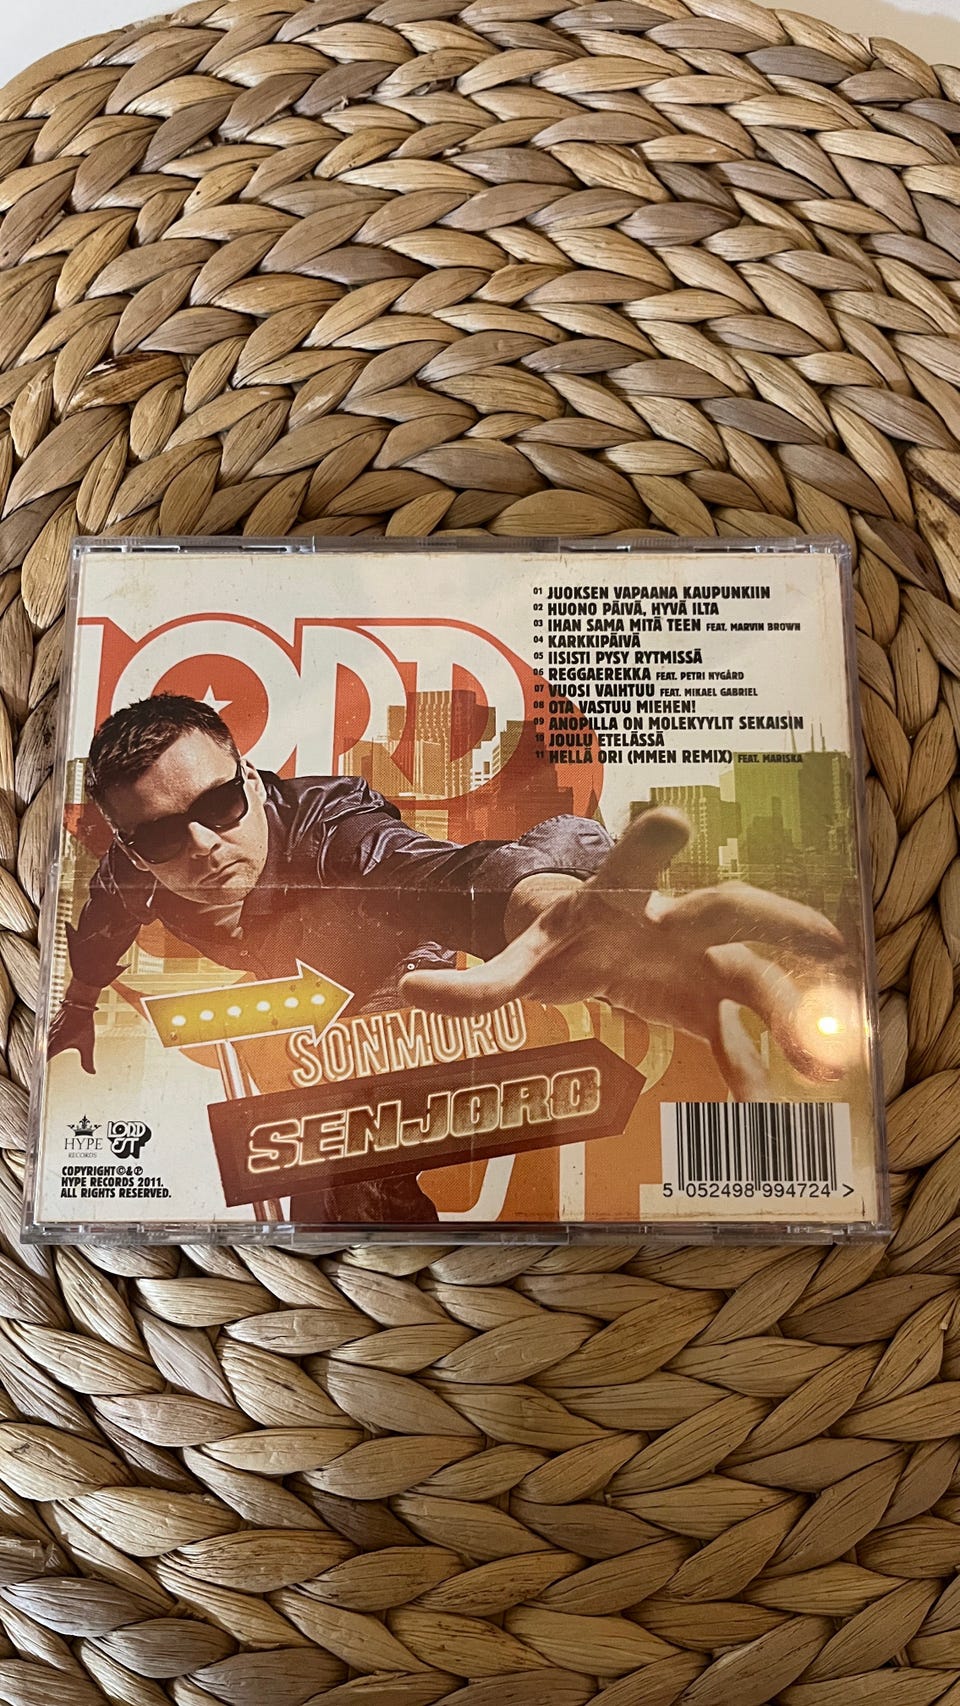 LORD
01 JUOKSEN VAPAANA KAUPUNKIIN
02 HUONO PÄIVÄ, HYVÄ ILTA
03 IHAN SAMA MITÄ TEEN FEAT. MARVIN BROWN
04 KARKKIPÄIVÄ
05 IISISTI PYSY RYTMISSÄ
06 REGGAEREKKA FEAT. PETRI NYGÅRD
07 VUOSI VAIHTUU FEAT. MIKAEL GABRIEL
08 OTA VASTUU MIEHEN!
09 ANOPILLA ON MOLEKYYLIT SEKAISIN
10 JOULU ETELÄSSÄ
11 HELLÄ ORI (MMEN REMIX) FEAT. MARISKA
SONMORO
SENJORO
HYPE
RECORDS
LORD
EST
COPYRIGHT©&℗
HYPE RECORDS 2011.
ALL RIGHTS RESERVED.
5 052498 994724 >